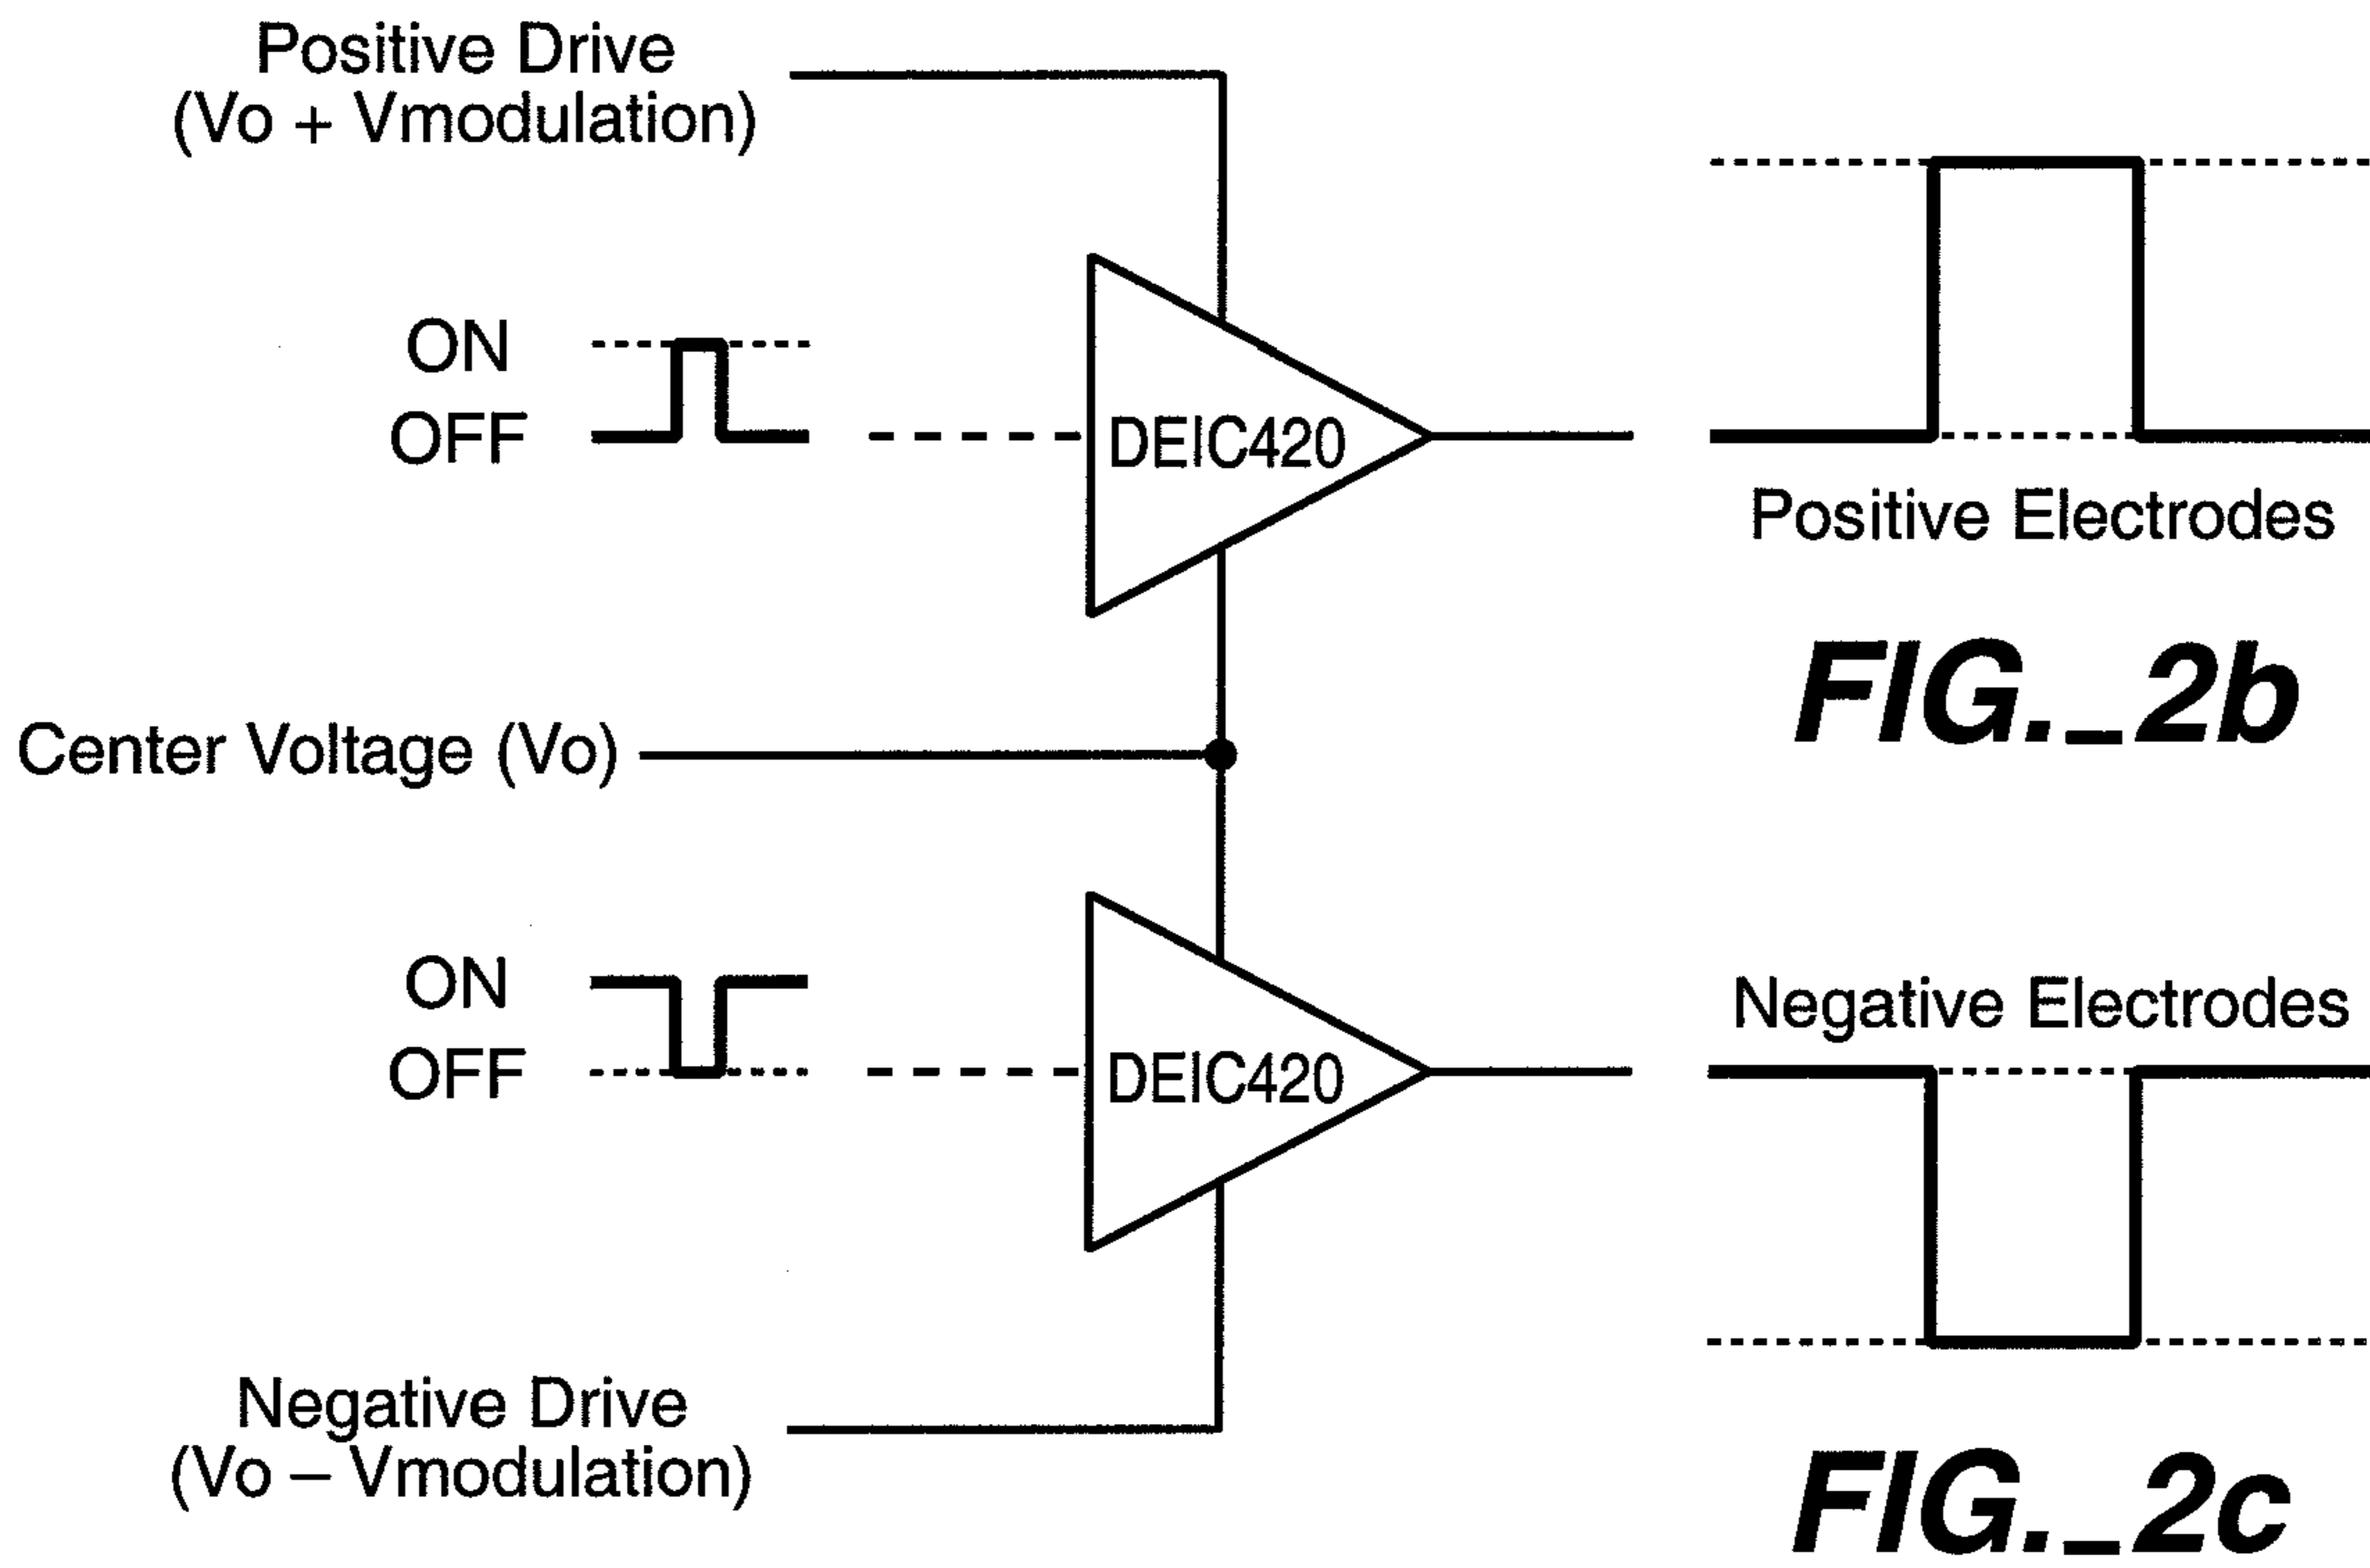 Positive Drive
(Vo + Vmodulation)
ON
OFF
DEIC420
Positive Electrodes
FIG._2b
Center Voltage (Vo)
ON
OFF
DEIC420
Negative Electrodes
Negative Drive
(Vo – Vmodulation)
FIG._2c